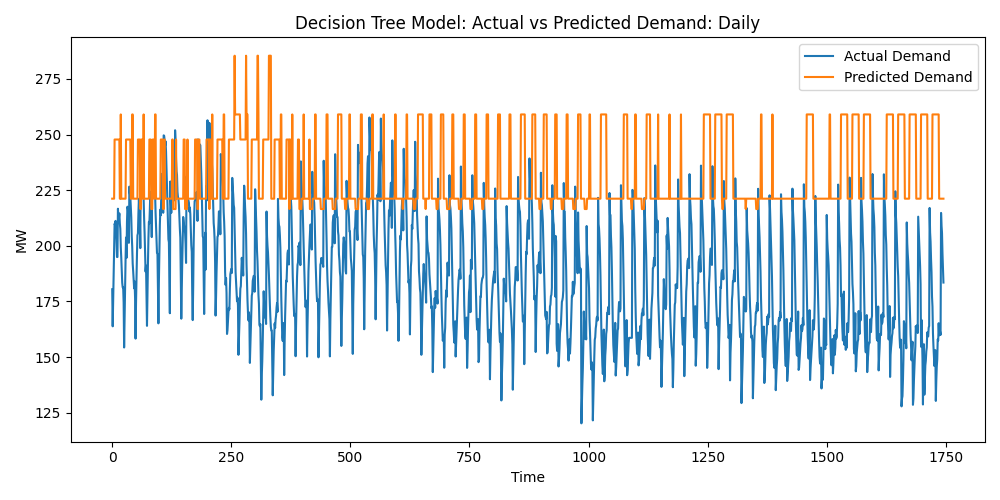 Decision Tree Model: Actual vs Predicted Demand: Daily
Actual Demand
Predicted Demand
MW
275
250
225
200
175
150
125
0 250 500 750 1000 1250 1500 1750
Time